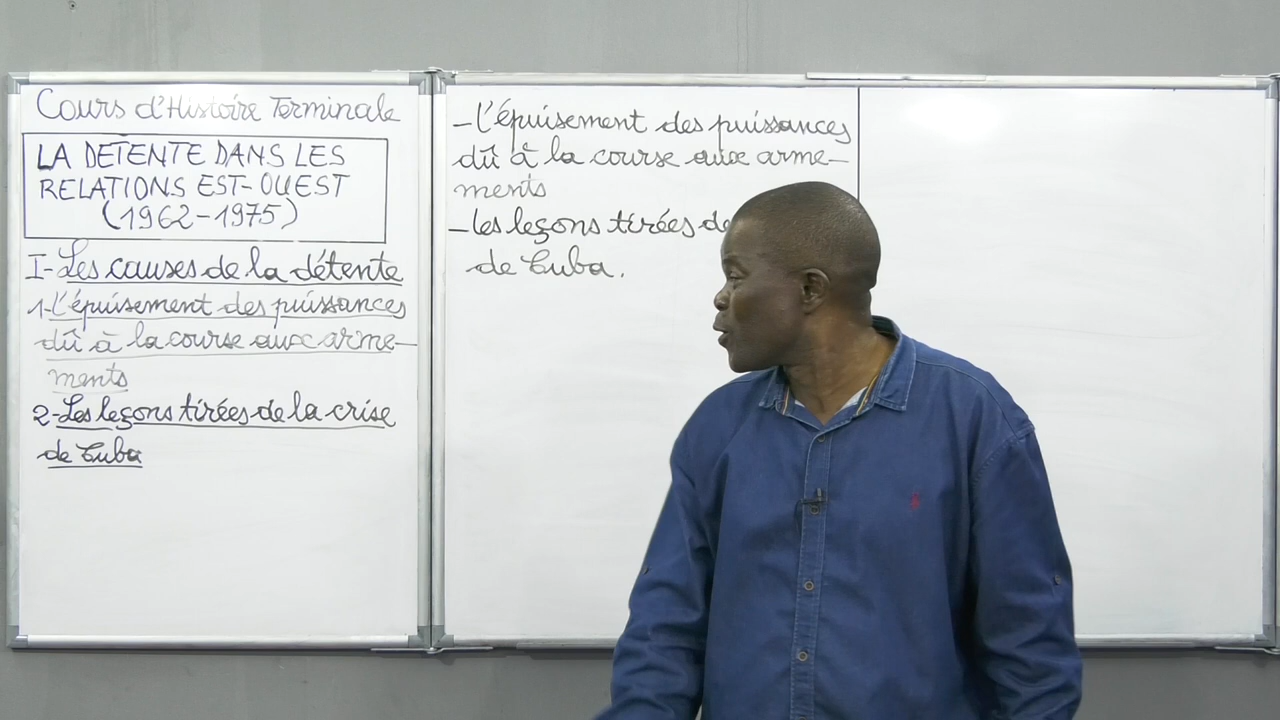 Cours d'Histoire Terminale
LA DETENTE DANS LES
RELATIONS EST-OUEST
(1962-1975)
I-Les causes de la détente
1-L'épuisement des puissances
dû à la course aux arme-
ments
2-Les leçons tirées de la crise
de Cuba
-L'épuisement des puissances
dû à la course aux arme-
ments
-les leçons tirées de
de Cuba.